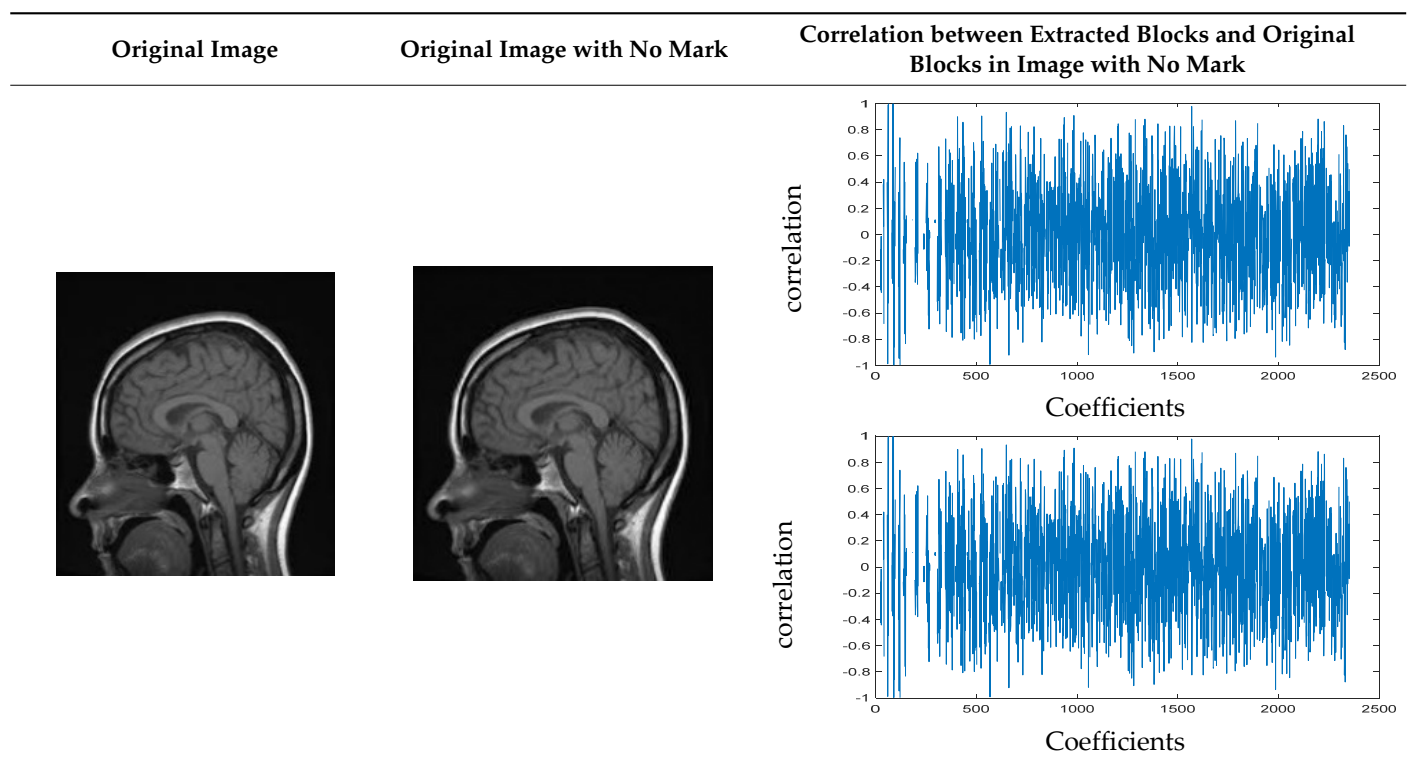 Original Image
Original Image with No Mark
Correlation between Extracted Blocks and Original
Blocks in Image with No Mark
1
0.8
0.6
0.4
0.2
0
-0.2
-0.4
-0.6
-0.8
-1
correlation
0 500 1000 1500 2000 2500
Coefficients
1
0.8
0.6
0.4
0.2
0
-0.2
-0.4
-0.6
-0.8
-1
correlation
0 500 1000 1500 2000 2500
Coefficients